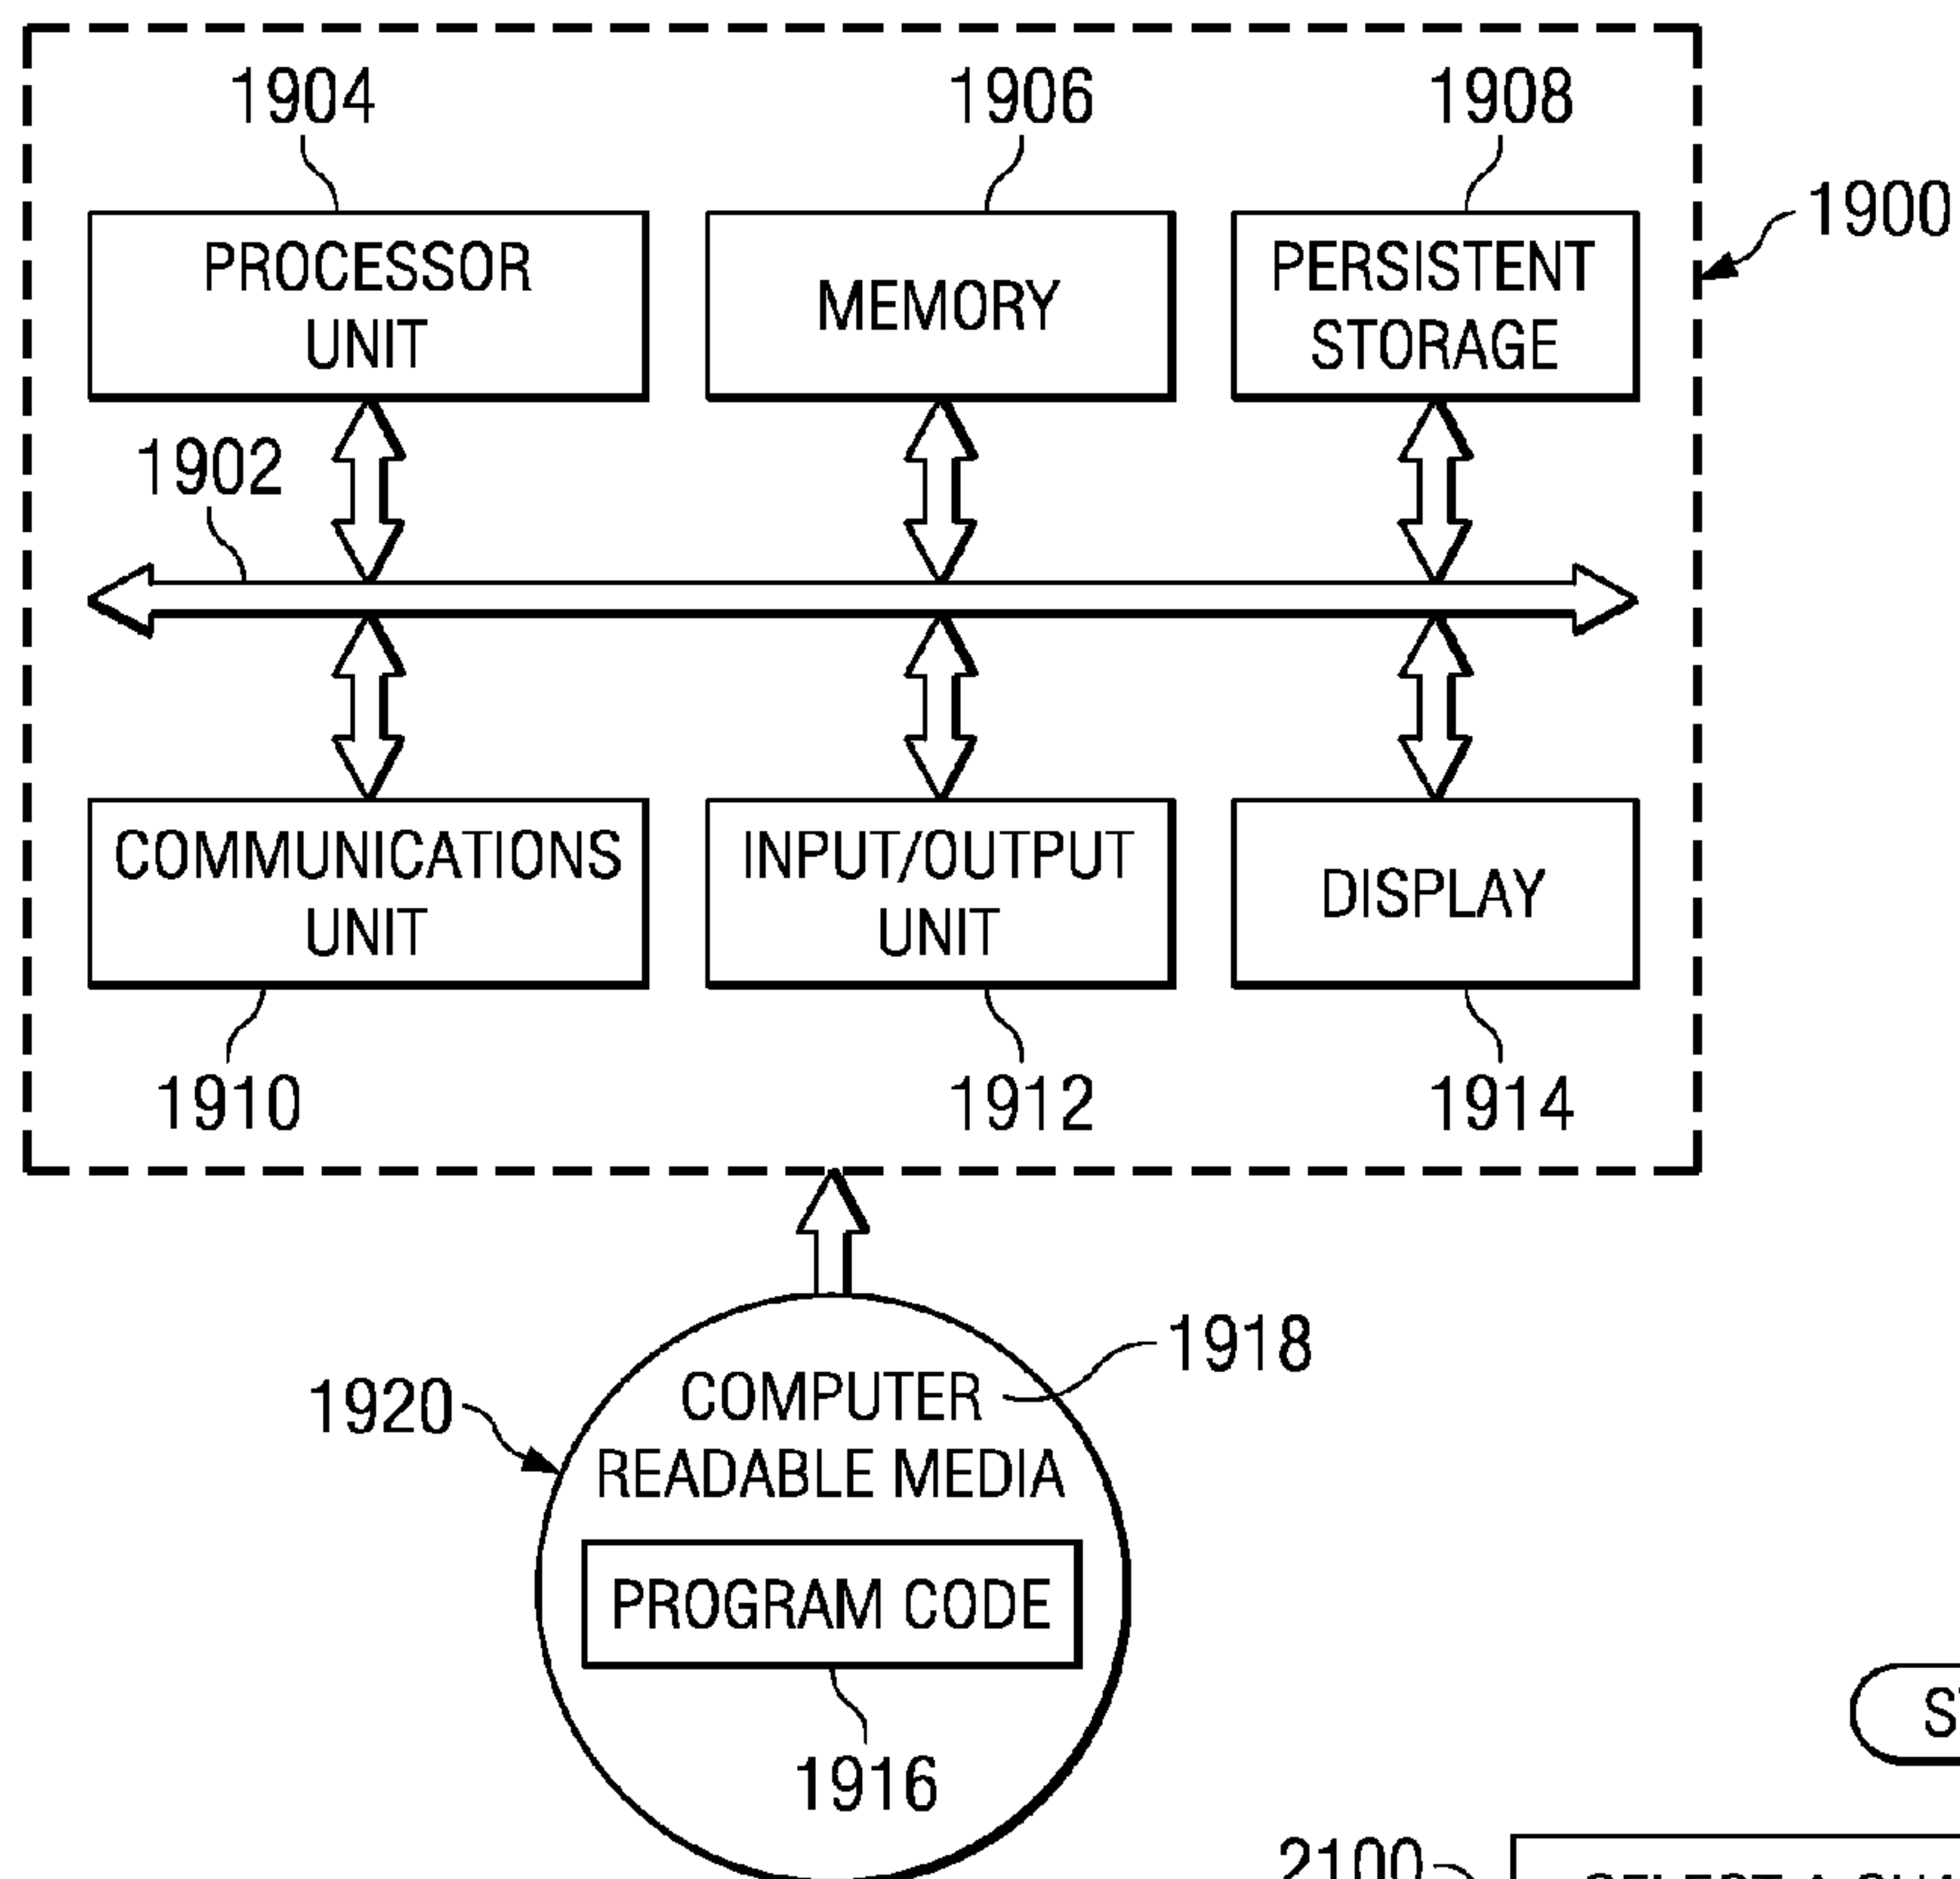 1904
1906
1908
1900
PROCESSOR
UNIT
MEMORY
PERSISTENT
STORAGE
1902
COMMUNICATIONS
UNIT
INPUT/OUTPUT
UNIT
DISPLAY
1910
1912
1914
1918
1920
COMPUTER
READABLE MEDIA
PROGRAM CODE
1916
2100
SELECT A